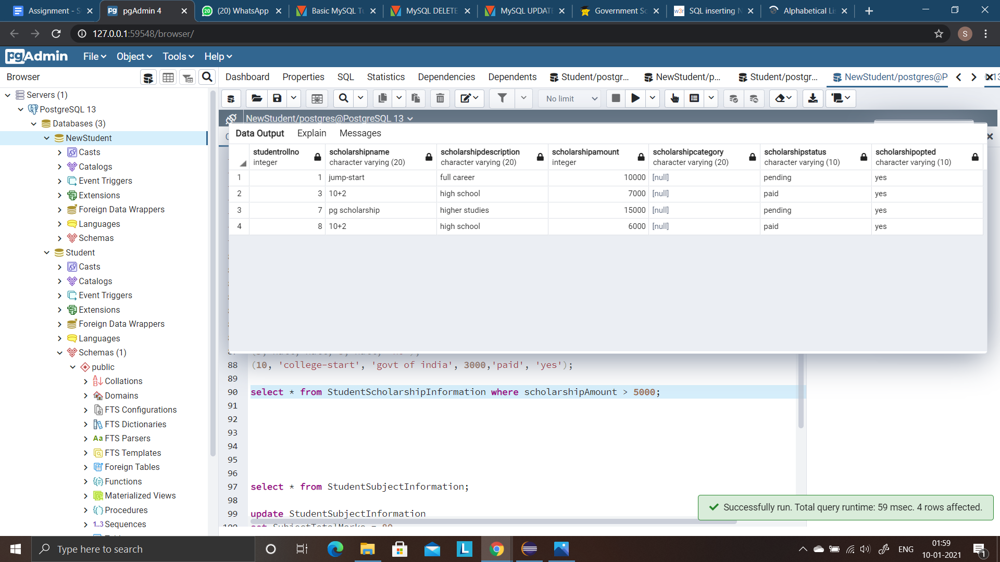 Assignment - S
pgAdmin 4
(20) WhatsApp
Basic MySQL Tu
MySQL DELETE
MySQL UPDATE
Government Sc
SQL inserting N
Alphabetical Lis
127.0.0.1:59548/browser/
S
pgAdmin
File
Object
Tools
Help
Browser
Dashboard
Properties
SQL
Statistics
Dependencies
Dependents
Student/postgr...
NewStudent/p...
Student/postgr...
NewStudent/postgres@P
No limit
NewStudent/postgres@PostgreSQL 13
Servers (1)
PostgreSQL 13
Databases (3)
NewStudent
Casts
Catalogs
Event Triggers
Extensions
Foreign Data Wrappers
Languages
Schemas
Student
Casts
Catalogs
Event Triggers
Extensions
Foreign Data Wrappers
Languages
Schemas (1)
public
Collations
Domains
FTS Configurations
FTS Dictionaries
FTS Parsers
FTS Templates
Foreign Tables
Functions
Materialized Views
Procedures
1..3 Sequences
Data Output
Explain
Messages
studentrollno integer
scholarshipname character varying (20)
scholarshipdescription character varying (20)
scholarshipamount integer
scholarshipcategory character varying (20)
scholarshipstatus character varying (10)
scholarshipopted character varying (10)
1 1 jump-start full career 10000 [null] pending yes
2 3 10+2 high school 7000 [null] paid yes
3 7 pg scholarship higher studies 15000 [null] pending yes
4 8 10+2 high school 6000 [null] paid yes
88 (10, 'college-start', 'govt of india', 3000,'paid', 'yes');
89
90 select * from StudentScholarshipInformation where scholarshipAmount > 5000;
91
92
93
94
95
96
97 select * from StudentSubjectInformation;
98
99 update StudentSubjectInformation
Successfully run. Total query runtime: 59 msec. 4 rows affected.
Type here to search
ENG
01:59
10-01-2021
1